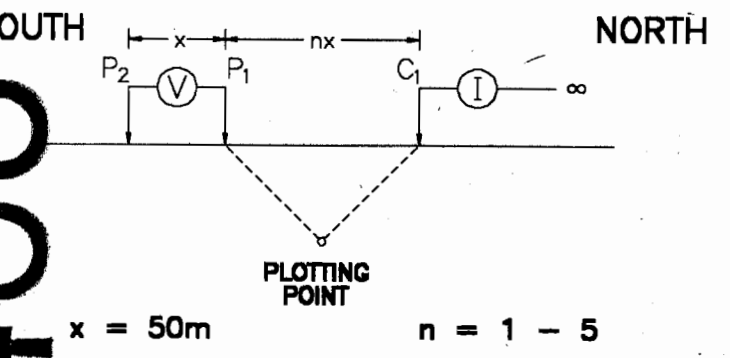 OUTH
NORTH
x
nx
P2
V
P1
C1
I
∞
PLOTTING
POINT
x = 50m
n = 1 - 5